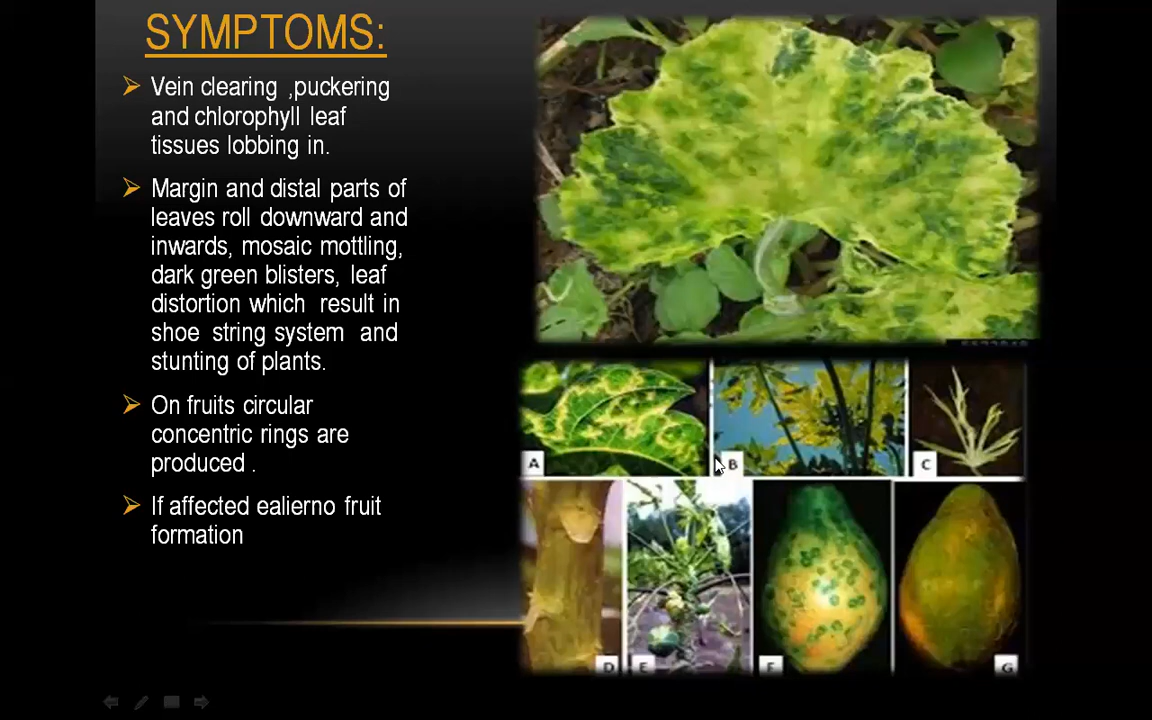 SYMPTOMS:
Vein clearing ,puckering
and chlorophyll leaf
tissues lobbing in.
Margin and distal parts of
leaves roll downward and
inwards, mosaic mottling,
dark green blisters, leaf
distortion which result in
shoe string system and
stunting of plants.
On fruits circular
concentric rings are
produced .
If affected ealierno fruit
formation
A
B
C
D
E
F
G